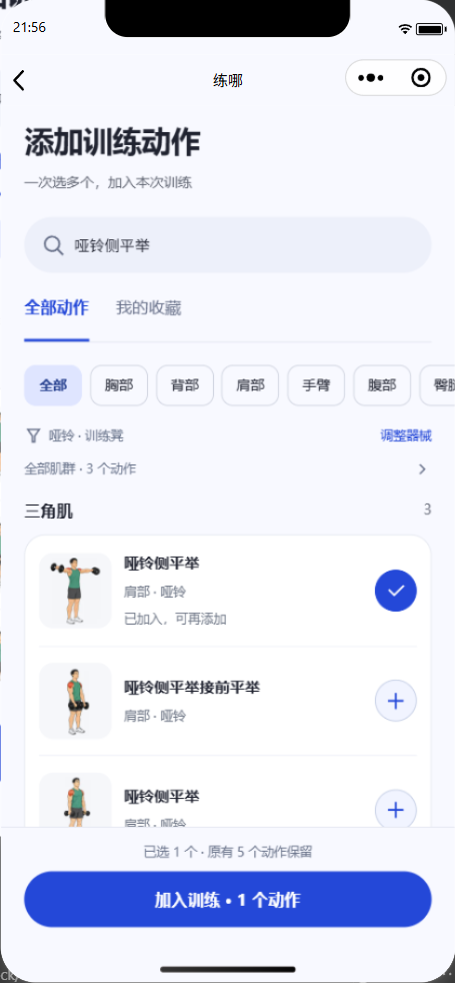 21:56
练哪
添加训练动作
一次选多个，加入本次训练
哑铃侧平举
全部动作 我的收藏
全部 胸部 背部 肩部 手臂 腹部 臀腿
哑铃 · 训练凳 调整器械
全部肌群 · 3 个动作
三角肌 3
哑铃侧平举
肩部 · 哑铃
已加入，可再添加
哑铃侧平举接前平举
肩部 · 哑铃
哑铃侧平举
肩部 · 哑铃
已选 1 个 · 原有 5 个动作保留
加入训练 • 1 个动作